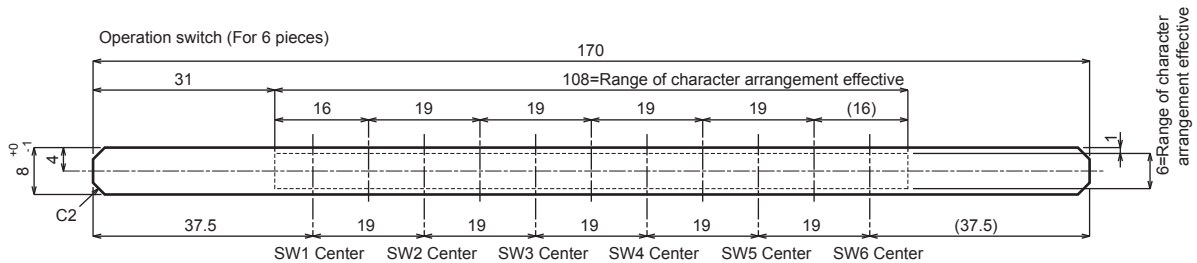 Operation switch (For 6 pieces)
170
31
108=Range of character arrangement effective
16 19 19 19 19 (16)
8 +0 -1
4
1
6=Range of character
arrangement effective
C2
37.5 19 19 19 19 19 (37.5)
SW1 Center SW2 Center SW3 Center SW4 Center SW5 Center SW6 Center